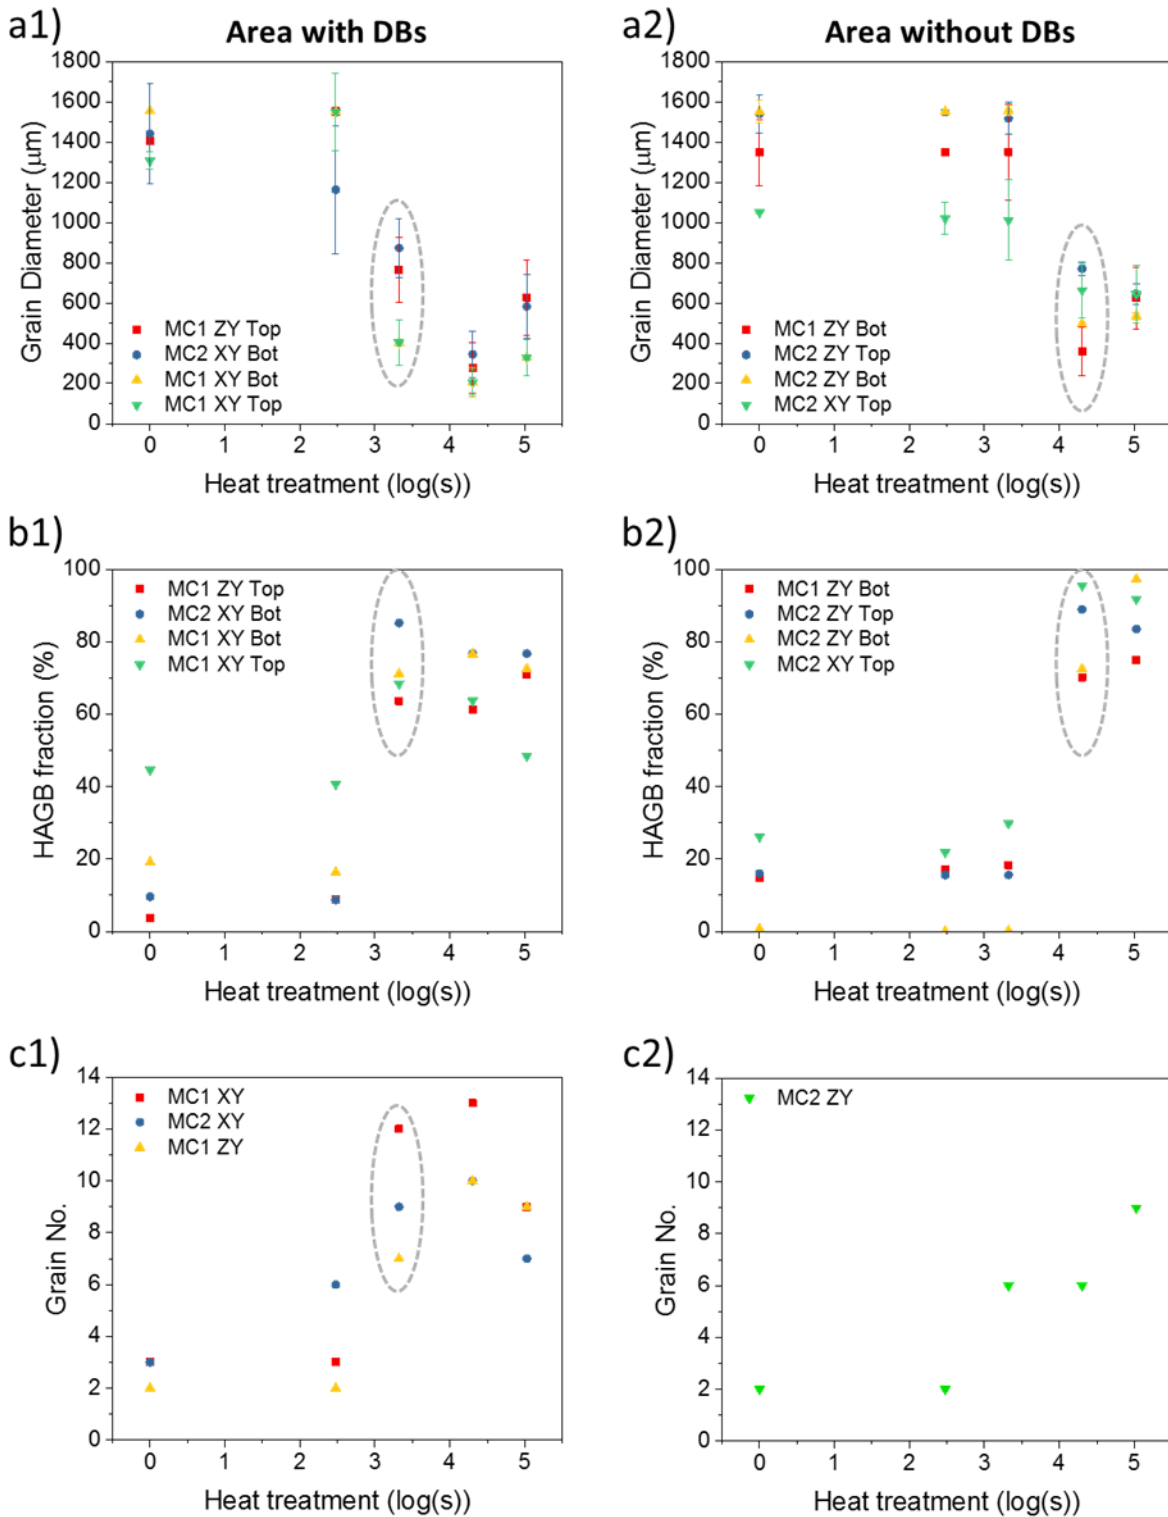 a1)
Area with DBs
1800
1600
1400
1200
1000
800
600
400
200
0
Grain Diameter (μm)
MC1 ZY Top
MC2 XY Bot
MC1 XY Bot
MC1 XY Top
0 1 2 3 4 5
Heat treatment (log(s))
a2)
Area without DBs
1800
1600
1400
1200
1000
800
600
400
200
0
Grain Diameter (μm)
MC1 ZY Bot
MC2 ZY Top
MC2 ZY Bot
MC2 XY Top
0 1 2 3 4 5
Heat treatment (log(s))
b1)
100
80
60
40
20
0
HAGB fraction (%)
MC1 ZY Top
MC2 XY Bot
MC1 XY Bot
MC1 XY Top
0 1 2 3 4 5
Heat treatment (log(s))
b2)
100
80
60
40
20
0
HAGB fraction (%)
MC1 ZY Bot
MC2 ZY Top
MC2 ZY Bot
MC2 XY Top
0 1 2 3 4 5
Heat treatment (log(s))
c1)
14
12
10
8
6
4
2
0
Grain No.
MC1 XY
MC2 XY
MC1 ZY
0 1 2 3 4 5
Heat treatment (log(s))
c2)
14
12
10
8
6
4
2
0
Grain No.
MC2 ZY
0 1 2 3 4 5
Heat treatment (log(s))